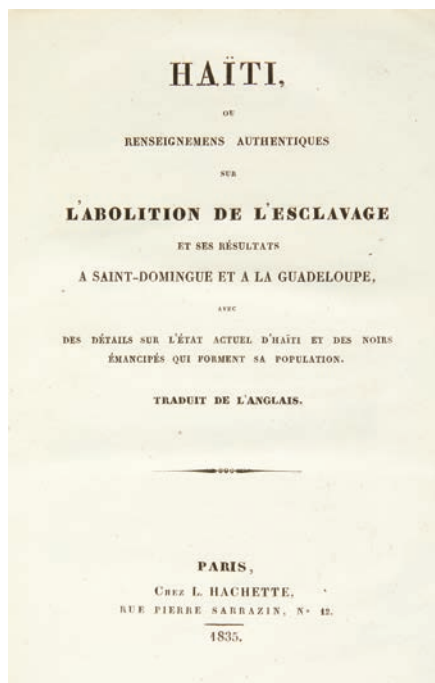 HAÏTI,
OU
RENSEIGNEMENS AUTHENTIQUES
SUR
L'ABOLITION DE L'ESCLAVAGE
ET SES RÉSULTATS
A SAINT-DOMINGUE ET A LA GUADELOUPE,
AVEC
DES DÉTAILS SUR L'ÉTAT ACTUEL D'HAÏTI ET DES NOIRS
ÉMANCIPÉS QUI FORMENT SA POPULATION.
TRADUIT DE L'ANGLAIS.
PARIS,
CHEZ L. HACHETTE,
RUE PIERRE SARRAZIN, N° 12.
1835.